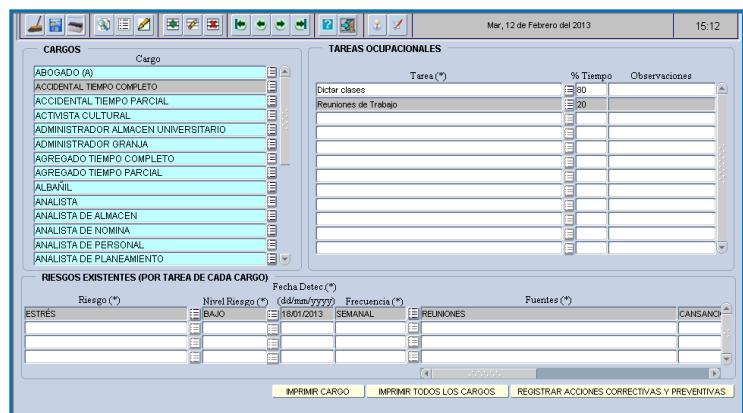 Mar, 12 de Febrero del 2013
15:12
CARGOS
Cargo
ABOGADO (A)
ACCIDENTAL TIEMPO COMPLETO
ACCIDENTAL TIEMPO PARCIAL
ACTIVISTA CULTURAL
ADMINISTRADOR ALMACEN UNIVERSITARIO
ADMINISTRADOR GRANJA
AGREGADO TIEMPO COMPLETO
AGREGADO TIEMPO PARCIAL
ALBAÑIL
ANALISTA
ANALISTA DE ALMACEN
ANALISTA DE NOMINA
ANALISTA DE PERSONAL
ANALISTA DE PLANEAMIENTO
TAREAS OCUPACIONALES
Tarea (*) % Tiempo Observaciones
Dictar clases 80
Reuniones de Trabajo 20
RIESGOS EXISTENTES (POR TAREA DE CADA CARGO)
Fecha Detec.(*)
Riesgo (*) Nivel Riesgo (*) (dd/mm/yyyy) Frecuencia (*) Fuentes (*)
ESTRÉS BAJO 18/01/2013 SEMANAL REUNIONES CANSANCI
IMPRIMIR CARGO IMPRIMIR TODOS LOS CARGOS REGISTRAR ACCIONES CORRECTIVAS Y PREVENTIVAS